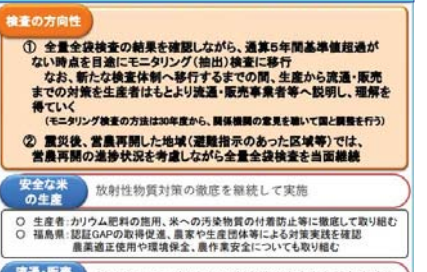 検査の方向性
① 全量全袋検査の結果を確認しながら、通算5年間基準値超過が
ない時点を目途にモニタリング(抽出)検査に移行
なお、新たな検査体制へ移行するまでの間、生産から流通・販売
までの対策を生産者はもとより流通・販売事業者等へ説明し、理解を
得ていく
(モニタリング検査の方法は30年度から、関係機関の意見を聴いて国と調整を行う)
② 震災後、営農再開した地域(避難指示のあった区域等)では、
営農再開の進捗状況を考慮しながら全量全袋検査を当面継続
安全な米
の生産
放射性物質対策の徹底を継続して実施
○ 生産者:カリウム肥料の施用、米への汚染物質の付着防止等に徹底して取り組む
○ 福島県:認証GAPの取得促進、農家や生産団体等による対策実践を確認
農薬適正使用や環境保全、農作業安全についても取り組む
流通・販売